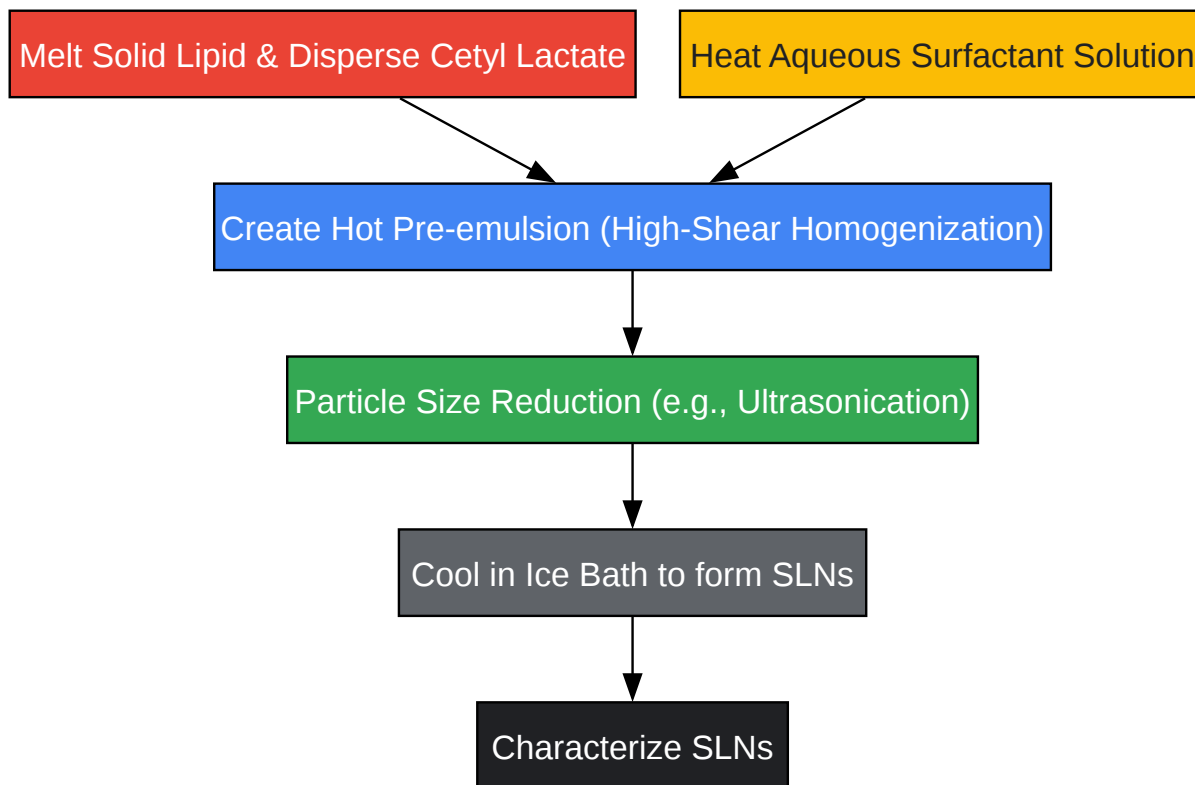 Melt Solid Lipid & Disperse Cetyl Lactate
Heat Aqueous Surfactant Solution
Create Hot Pre-emulsion (High-Shear Homogenization)
Particle Size Reduction (e.g., Ultrasonication)
Cool in Ice Bath to form SLNs
Characterize SLNs